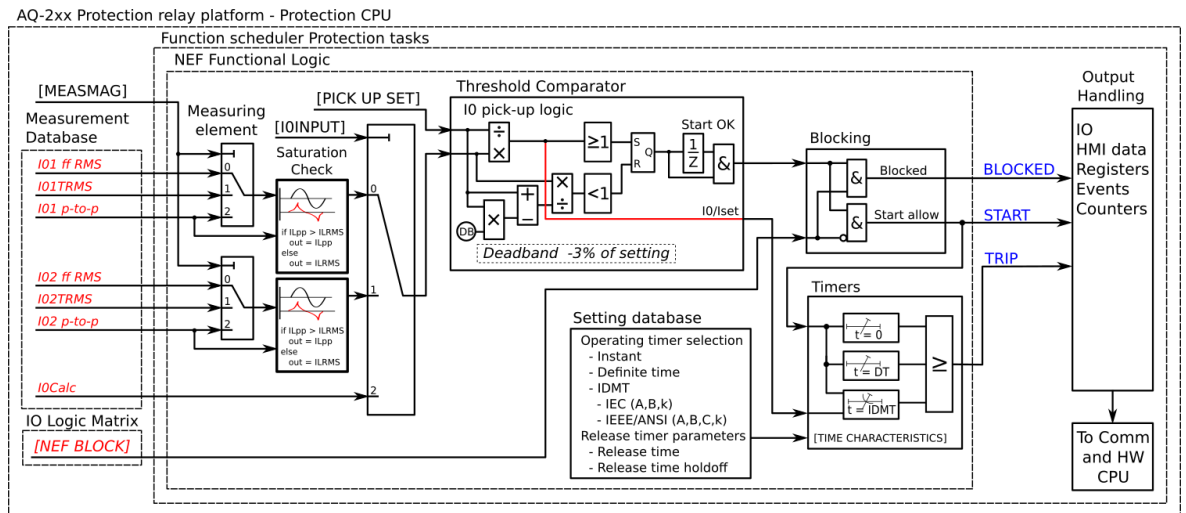 AQ-2xx Protection relay platform - Protection CPU
Function scheduler Protection tasks
NEF Functional Logic
[MEASMAG]
Measurement
Database
I01 ff RMS
I01TRMS
I01 p-to-p
I02 ff RMS
I02TRMS
I02 p-to-p
I0Calc
IO Logic Matrix
[NEF BLOCK]
Measuring
element
0
1
2
0
1
2
[I0INPUT]
Saturation
Check
if ILpp > ILRMS
out = ILpp
else
out = ILRMS
if ILpp > ILRMS
out = ILpp
else
out = ILRMS
0
1
2
[PICK UP SET]
Threshold Comparator
I0 pick-up logic
÷
×
≥1
S
R
Q
Start OK
1
Z
&
×
÷
<1
+
−
×
DB
I0/Iset
Deadband -3% of setting
Blocking
&
Blocked
&
Start allow
BLOCKED
START
TRIP
Setting database
Operating timer selection
- Instant
- Definite time
- IDMT
- IEC (A,B,k)
- IEEE/ANSI (A,B,C,k)
Release timer parameters
- Release time
- Release time holdoff
Timers
t = 0
t = DT
t = IDMT
≥
[TIME CHARACTERISTICS]
Output
Handling
IO
HMI data
Registers
Events
Counters
To Comm
and HW
CPU